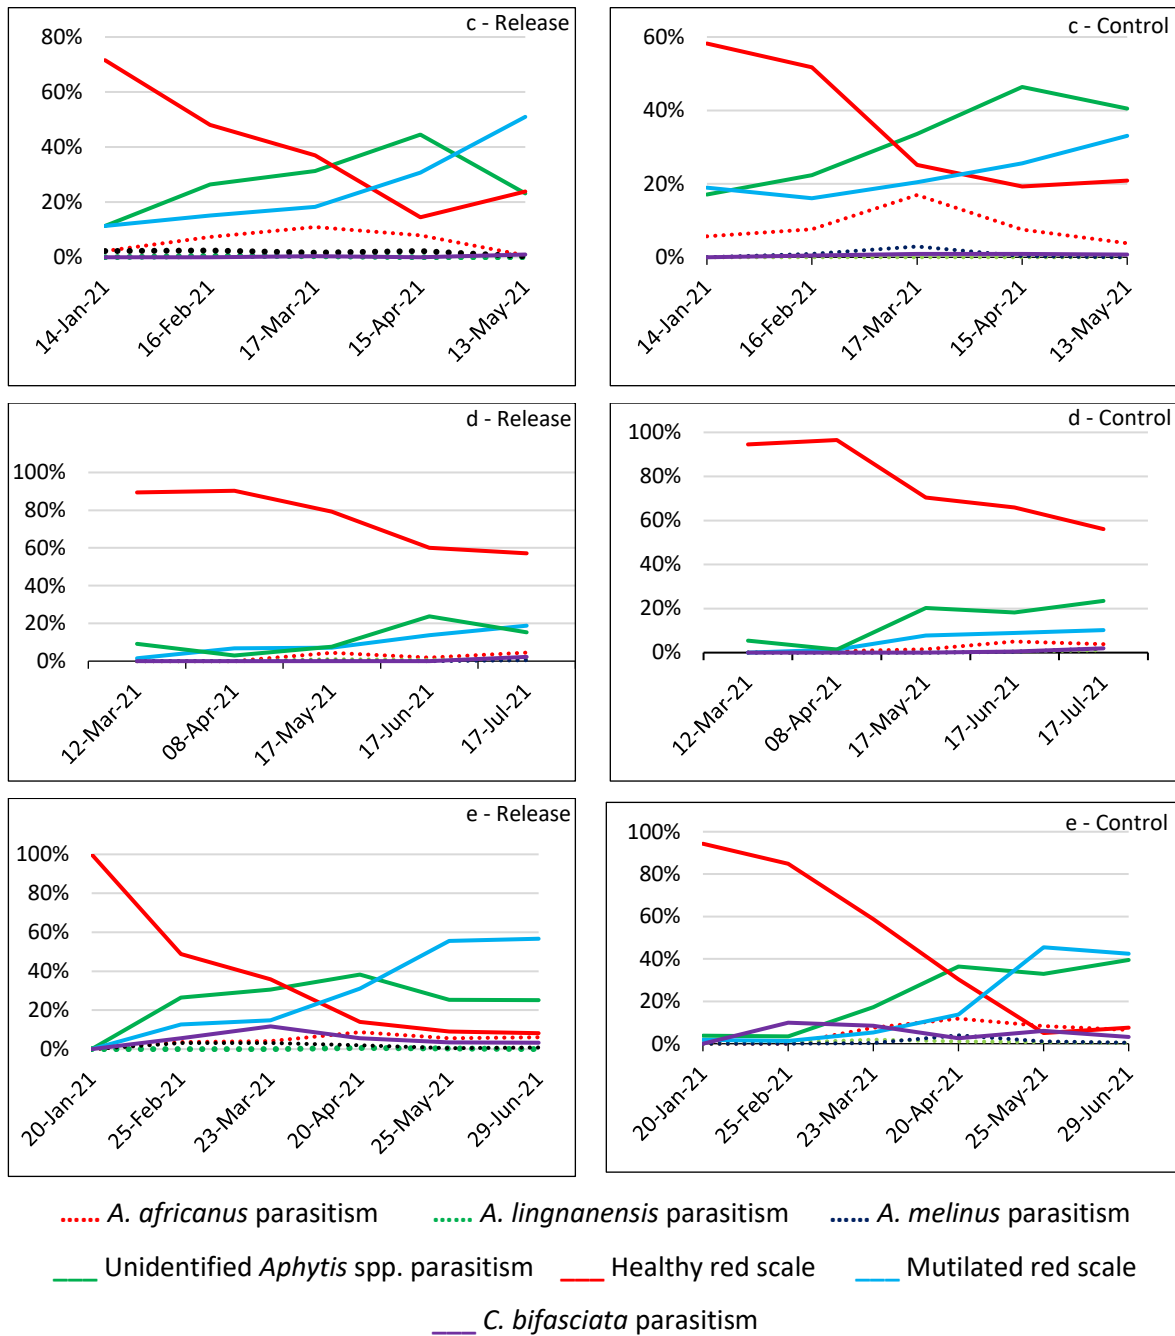 c - Release
80%
60%
40%
20%
0%
14-Jan-21
16-Feb-21
17-Mar-21
15-Apr-21
13-May-21
c - Control
60%
40%
20%
0%
14-Jan-21
16-Feb-21
17-Mar-21
15-Apr-21
13-May-21
d - Release
100%
80%
60%
40%
20%
0%
12-Mar-21
08-Apr-21
17-May-21
17-Jun-21
17-Jul-21
d - Control
100%
80%
60%
40%
20%
0%
12-Mar-21
08-Apr-21
17-May-21
17-Jun-21
17-Jul-21
e - Release
100%
80%
60%
40%
20%
0%
20-Jan-21
25-Feb-21
23-Mar-21
20-Apr-21
25-May-21
29-Jun-21
e - Control
100%
80%
60%
40%
20%
0%
20-Jan-21
25-Feb-21
23-Mar-21
20-Apr-21
25-May-21
29-Jun-21
A. africanus parasitism A. lingnanensis parasitism A. melinus parasitism
Unidentified Aphytis spp. parasitism Healthy red scale Mutilated red scale
C. bifasciata parasitism